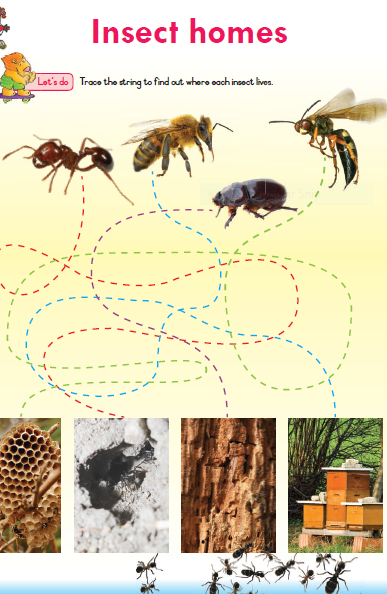 Insect homes
Let's do
Trace the string to find out where each insect lives.